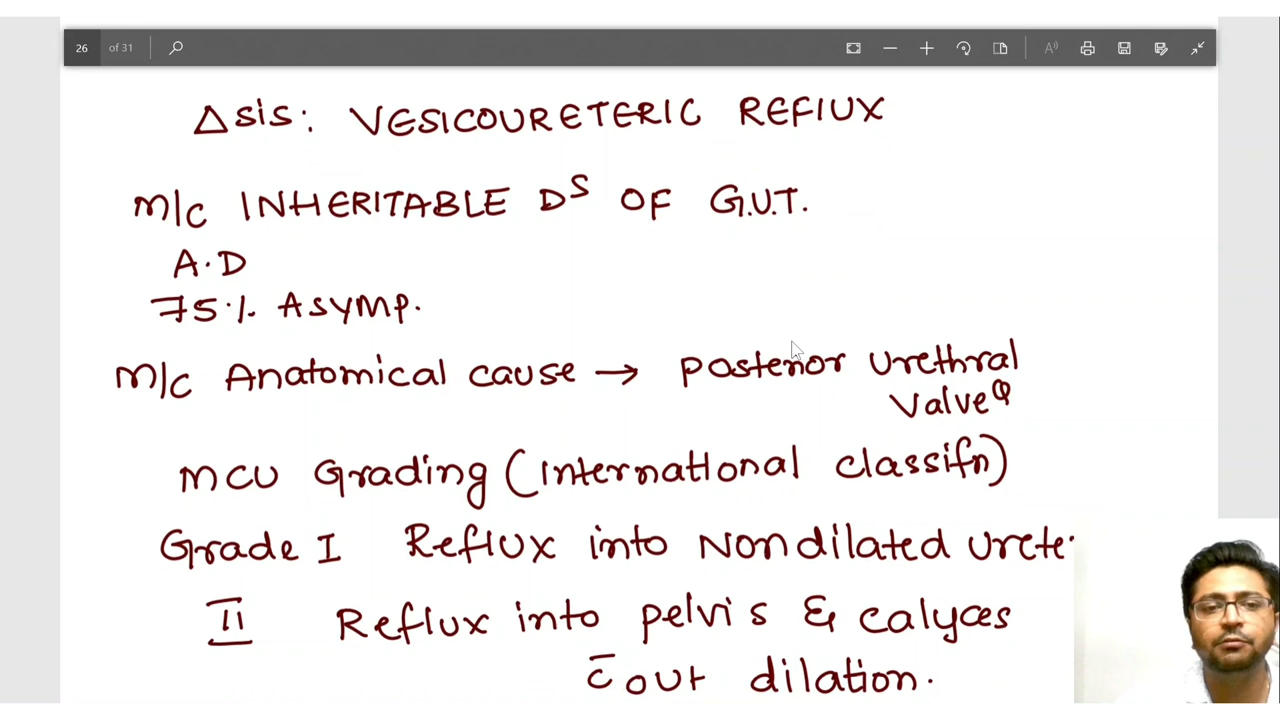 26 of 31
Δsis: VESICOURETERIC REFlUX
M/C INHERITABLE Dˢ OF G.U.T.
A.D
75% Asymp.
M/C Anatomical cause → Posterior Urethral
Valve
MCU Grading (International classifn)
Grade I Reflux into Nondilated urete
II Reflux into pelvis & calyces
c̄out dilation.